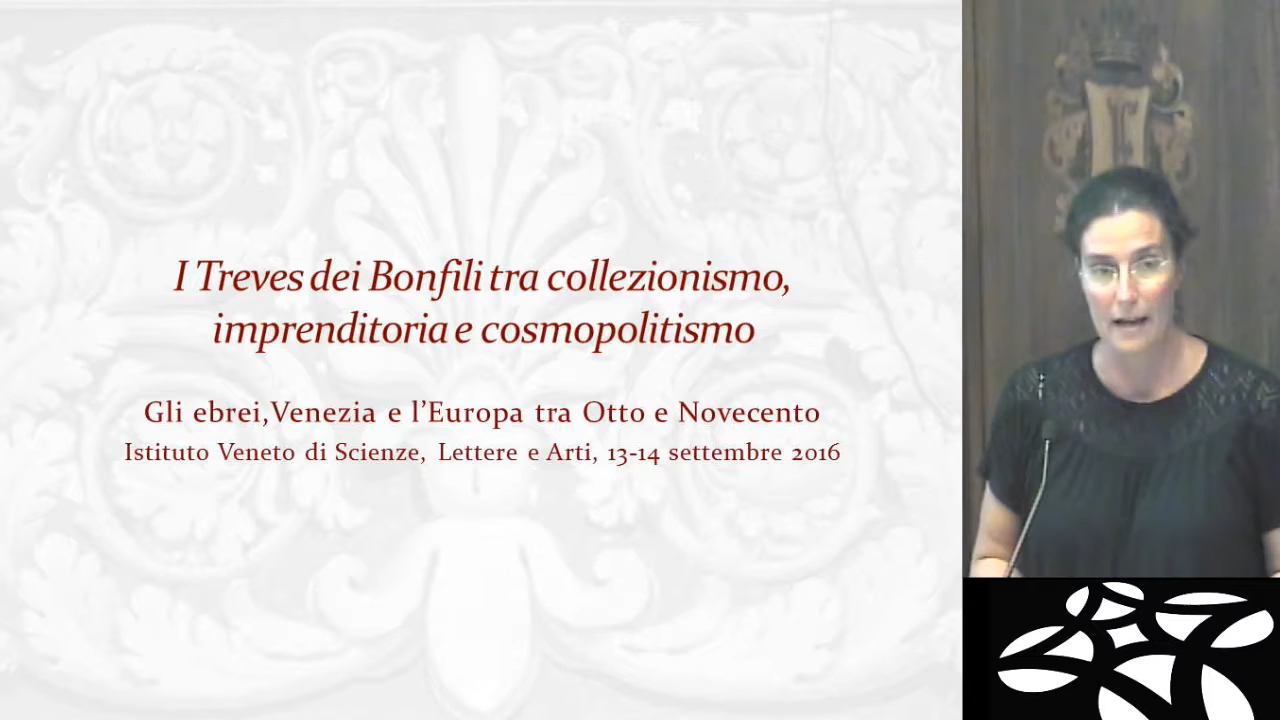 I Treves dei Bonfili tra collezionismo,
imprenditoria e cosmopolitismo
Gli ebrei,Venezia e l'Europa tra Otto e Novecento
Istituto Veneto di Scienze, Lettere e Arti, 13-14 settembre 2016